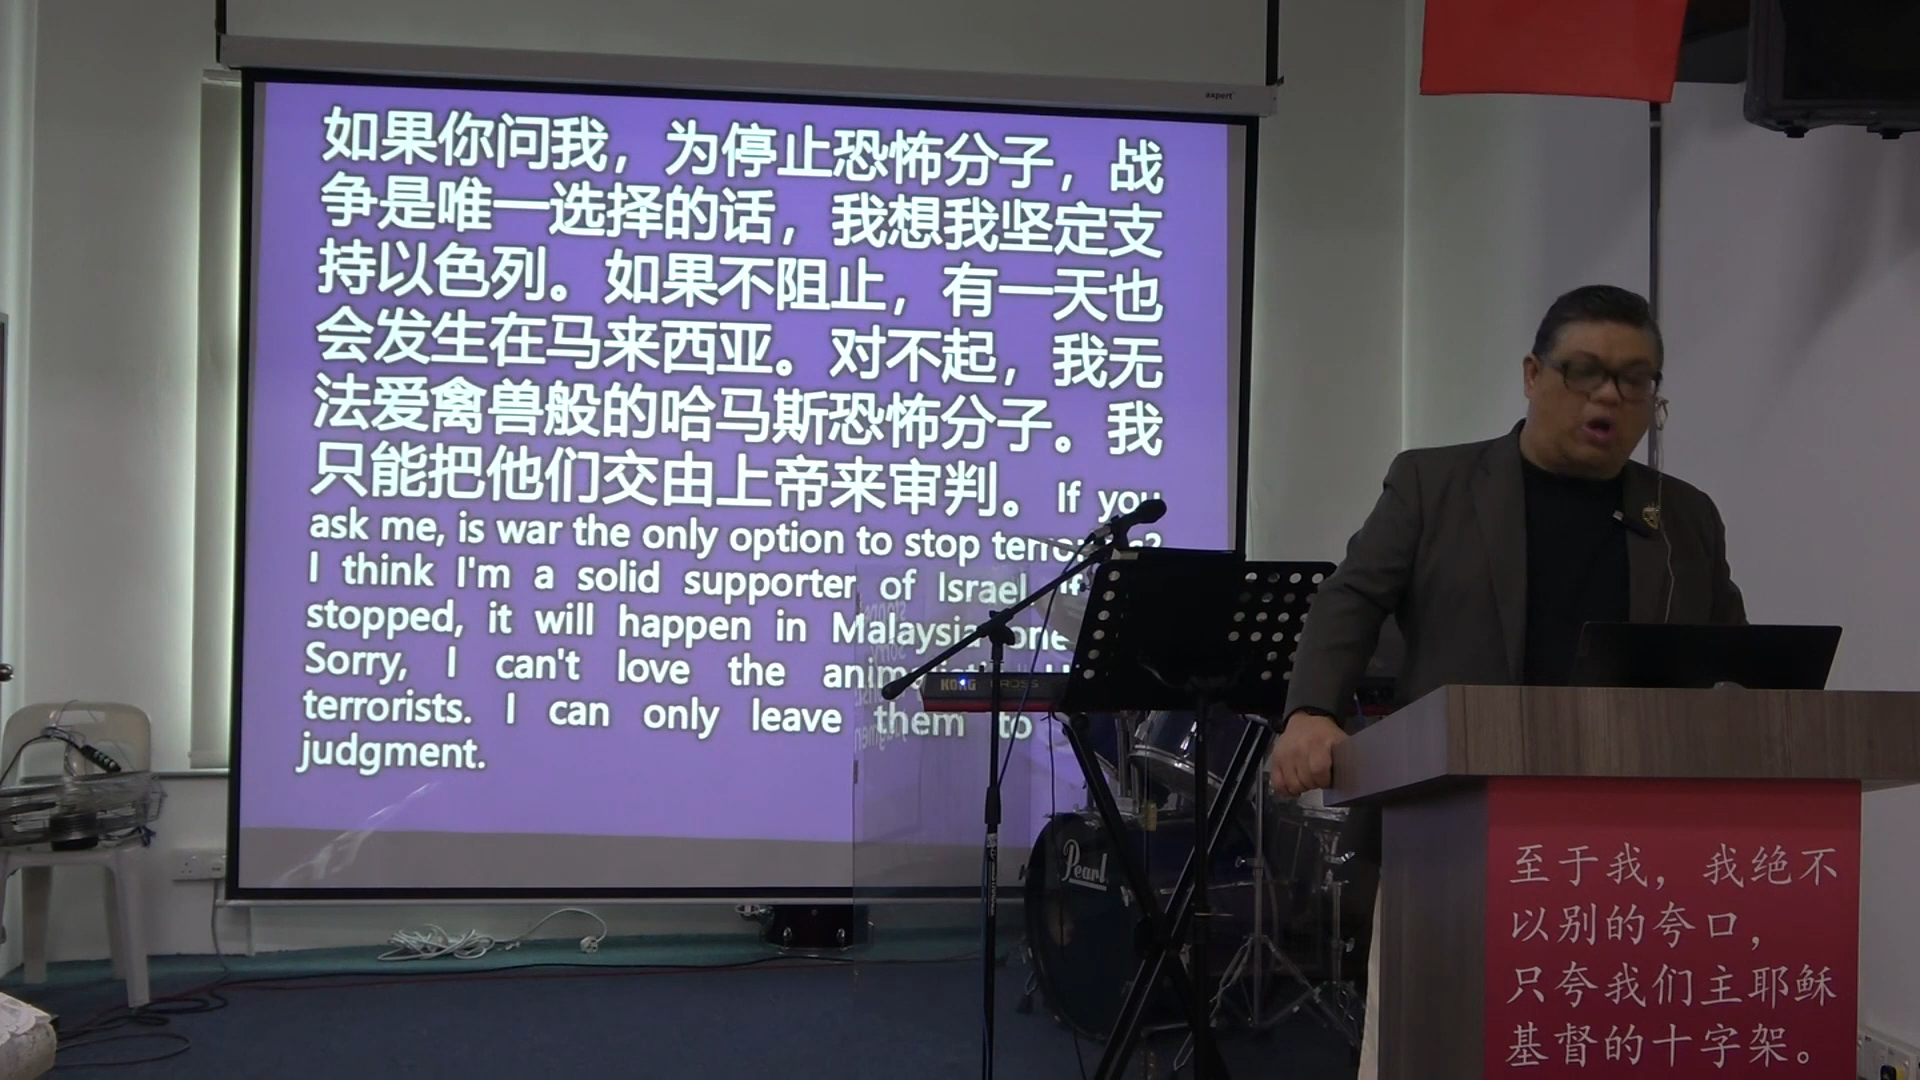 axpert
如果你问我，为停止恐怖分子，战
争是唯一选择的话，我想我坚定支
持以色列。如果不阻止，有一天也
会发生在马来西亚。对不起，我无
法爱禽兽般的哈马斯恐怖分子。我
只能把他们交由上帝来审判。 If you
ask me, is war the only option to stop
I think I'm a solid supporter of Israel. If
stopped, it will happen in Malaysia one
Sorry, I can't love the
terrorists. I can only leave them to
judgment.
KORG KROSS
Pearl
至于我，我绝不
以别的夸口，
只夸我们主耶稣
基督的十字架。